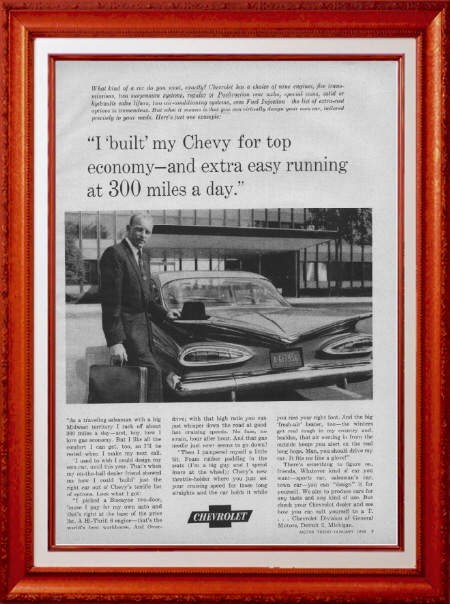 What kind of a car do you want, exactly? Chevrolet has a choice of nine engines, five trans-
missions, two suspension systems, regular or Positraction rear axles, special cams, solid or
hydraulic valve lifters, two air-conditioning systems, even Fuel Injection—the list of extra-cost
options is tremendous. But what it means is that you can virtually design your own car, tailored
precisely to your needs. Here's just one example:
“I ‘built’ my Chevy for top
economy—and extra easy running
at 300 miles a day.”
“As a traveling salesman with a big
Midwest territory I rack off about
300 miles a day—and, boy, how I
love gas economy. But I like all the
comfort I can get, too, so I'll be
rested when I make my next call.
“I used to wish I could design my
own car, until this year. That's when
my on-the-ball dealer friend showed
me how I could ‘build’ just the
right car out of Chevy's terrific list
of options. Look what I got:
“I picked a Biscayne two-door,
'cause I pay for my own auto and
that's right at the base of the price
list. A Hi-Thrift 6 engine—that's the
world's best workhorse. And Over-
drive; with that high ratio you can
just whisper down the road at good
fast cruising speeds. No fuss, no
strain, hour after hour. And that gas
needle just never seems to go down!
“Then I pampered myself a little
bit. Foam rubber padding in the
seats (I'm a big guy and I spend
hours at the wheel); Chevy's new
throttle-holder where you just set
your cruising speed for those long
straights and the car holds it while
you rest your right foot. And the big
'fresh-air' heater, too—the winters
get real rough in my country and,
besides, that air coming in from the
outside keeps you alert on the real
long hops. Man, you should drive my
car. It fits me like a glove!”
There's something to figure on,
friends. Whatever kind of car you
want—sports car, salesman's car,
town car—you can “design” it for
yourself. We aim to produce cars for
any taste and any kind of use. But
check your Chevrolet dealer and see
how you can suit yourself to a T.
. . . Chevrolet Division of General
Motors, Detroit 2, Michigan.
CHEVROLET
MOTOR TREND/JANUARY 1959 7